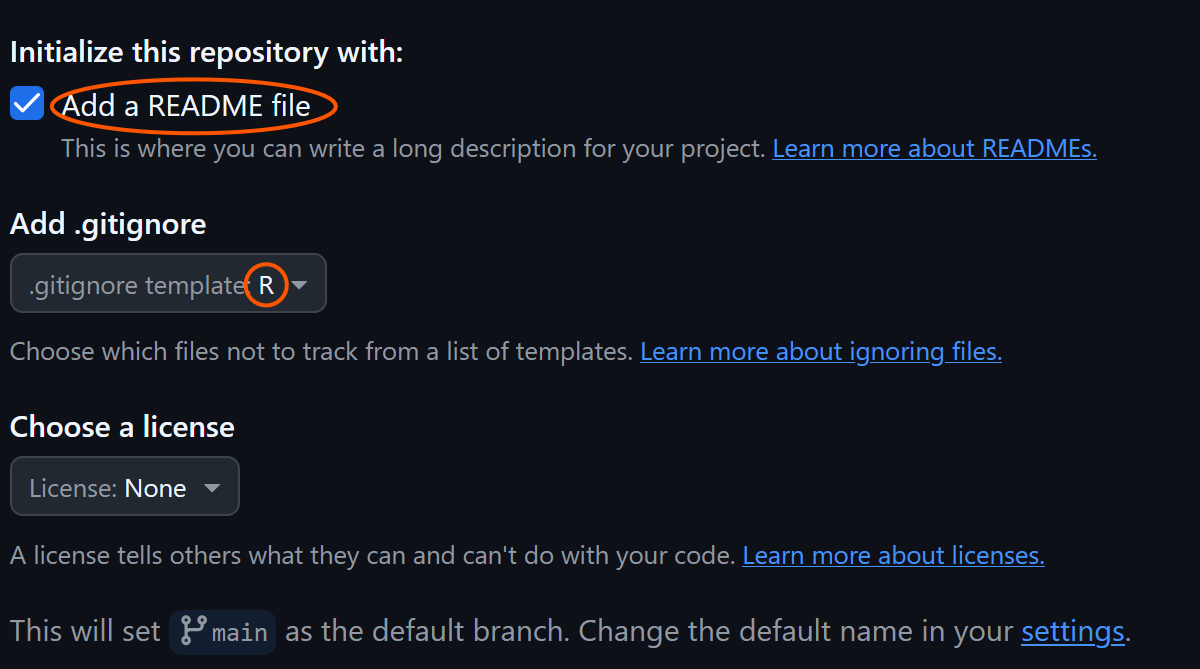 Initialize this repository with:
Add a README file
This is where you can write a long description for your project. Learn more about READMEs.
Add .gitignore
.gitignore template: R
Choose which files not to track from a list of templates. Learn more about ignoring files.
Choose a license
License: None
A license tells others what they can and can't do with your code. Learn more about licenses.
This will set main as the default branch. Change the default name in your settings.